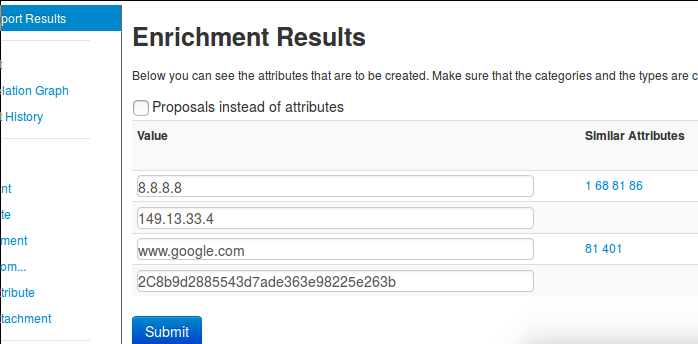 port Results
Enrichment Results
Below you can see the attributes that are to be created. Make sure that the categories and the types are c
lation Graph
Proposals instead of attributes
History
Value Similar Attributes
nt
8.8.8.8 1 68 81 86
te
149.13.33.4
ment
www.google.com 81 401
om...
2C8b9d2885543d7ade363e98225e263b
tribute
tachment
Submit